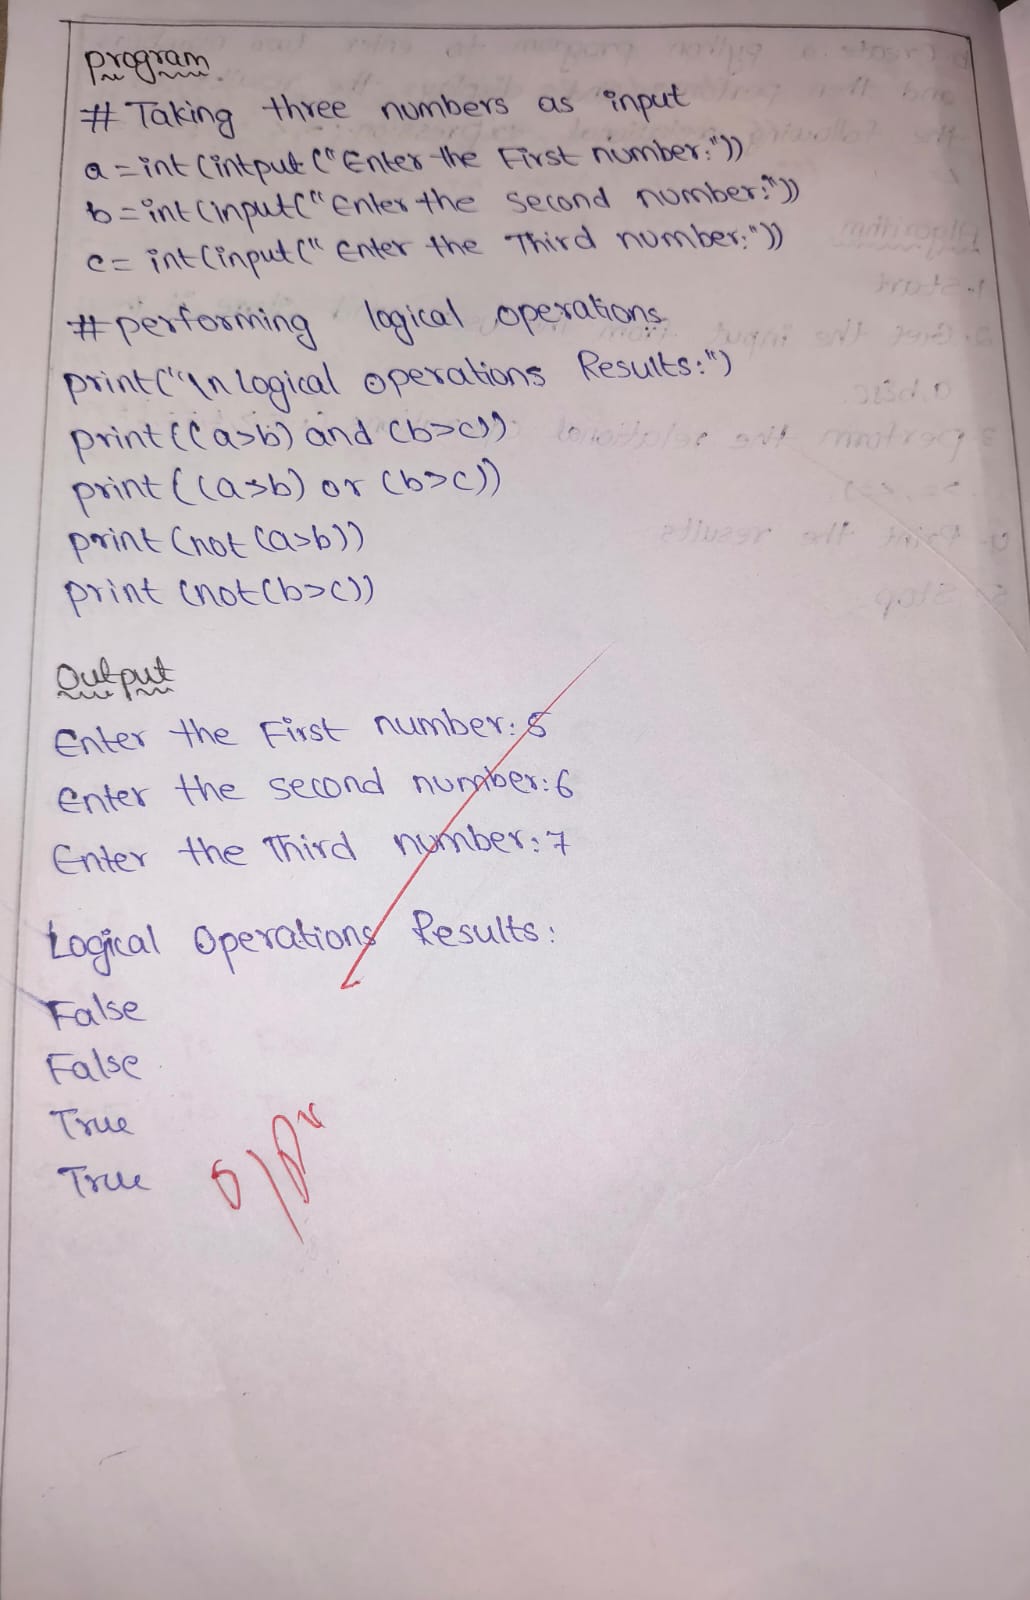 Program
# Taking three numbers as input
a = int(intput("Enter the First number:"))
b = int(input("Enter the Second number:"))
c = int(input("Enter the Third number:"))
# performing logical operations
print("\n Logical operations Results:")
print((a>b) and (b>c))
print((a>b) or (b>c))
print(not(a>b))
print(not(b>c))
Output
Enter the First number: 5
Enter the second number: 6
Enter the Third number: 7
Logical Operations Results:
False
False
True
True